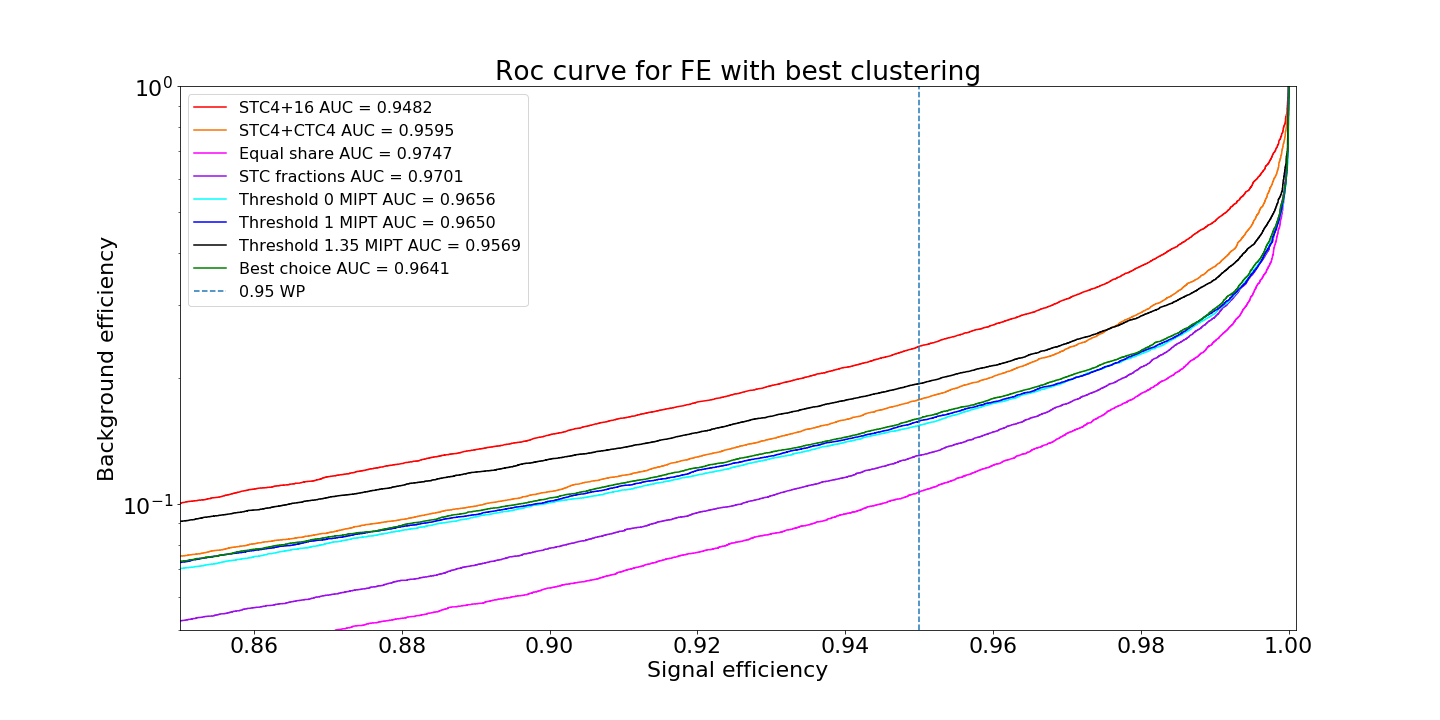 Roc curve for FE with best clustering
10^0
10^-1
Background efficiency
STC4+16 AUC = 0.9482
STC4+CTC4 AUC = 0.9595
Equal share AUC = 0.9747
STC fractions AUC = 0.9701
Threshold 0 MIPT AUC = 0.9656
Threshold 1 MIPT AUC = 0.9650
Threshold 1.35 MIPT AUC = 0.9569
Best choice AUC = 0.9641
0.95 WP
0.86 0.88 0.90 0.92 0.94 0.96 0.98 1.00
Signal efficiency